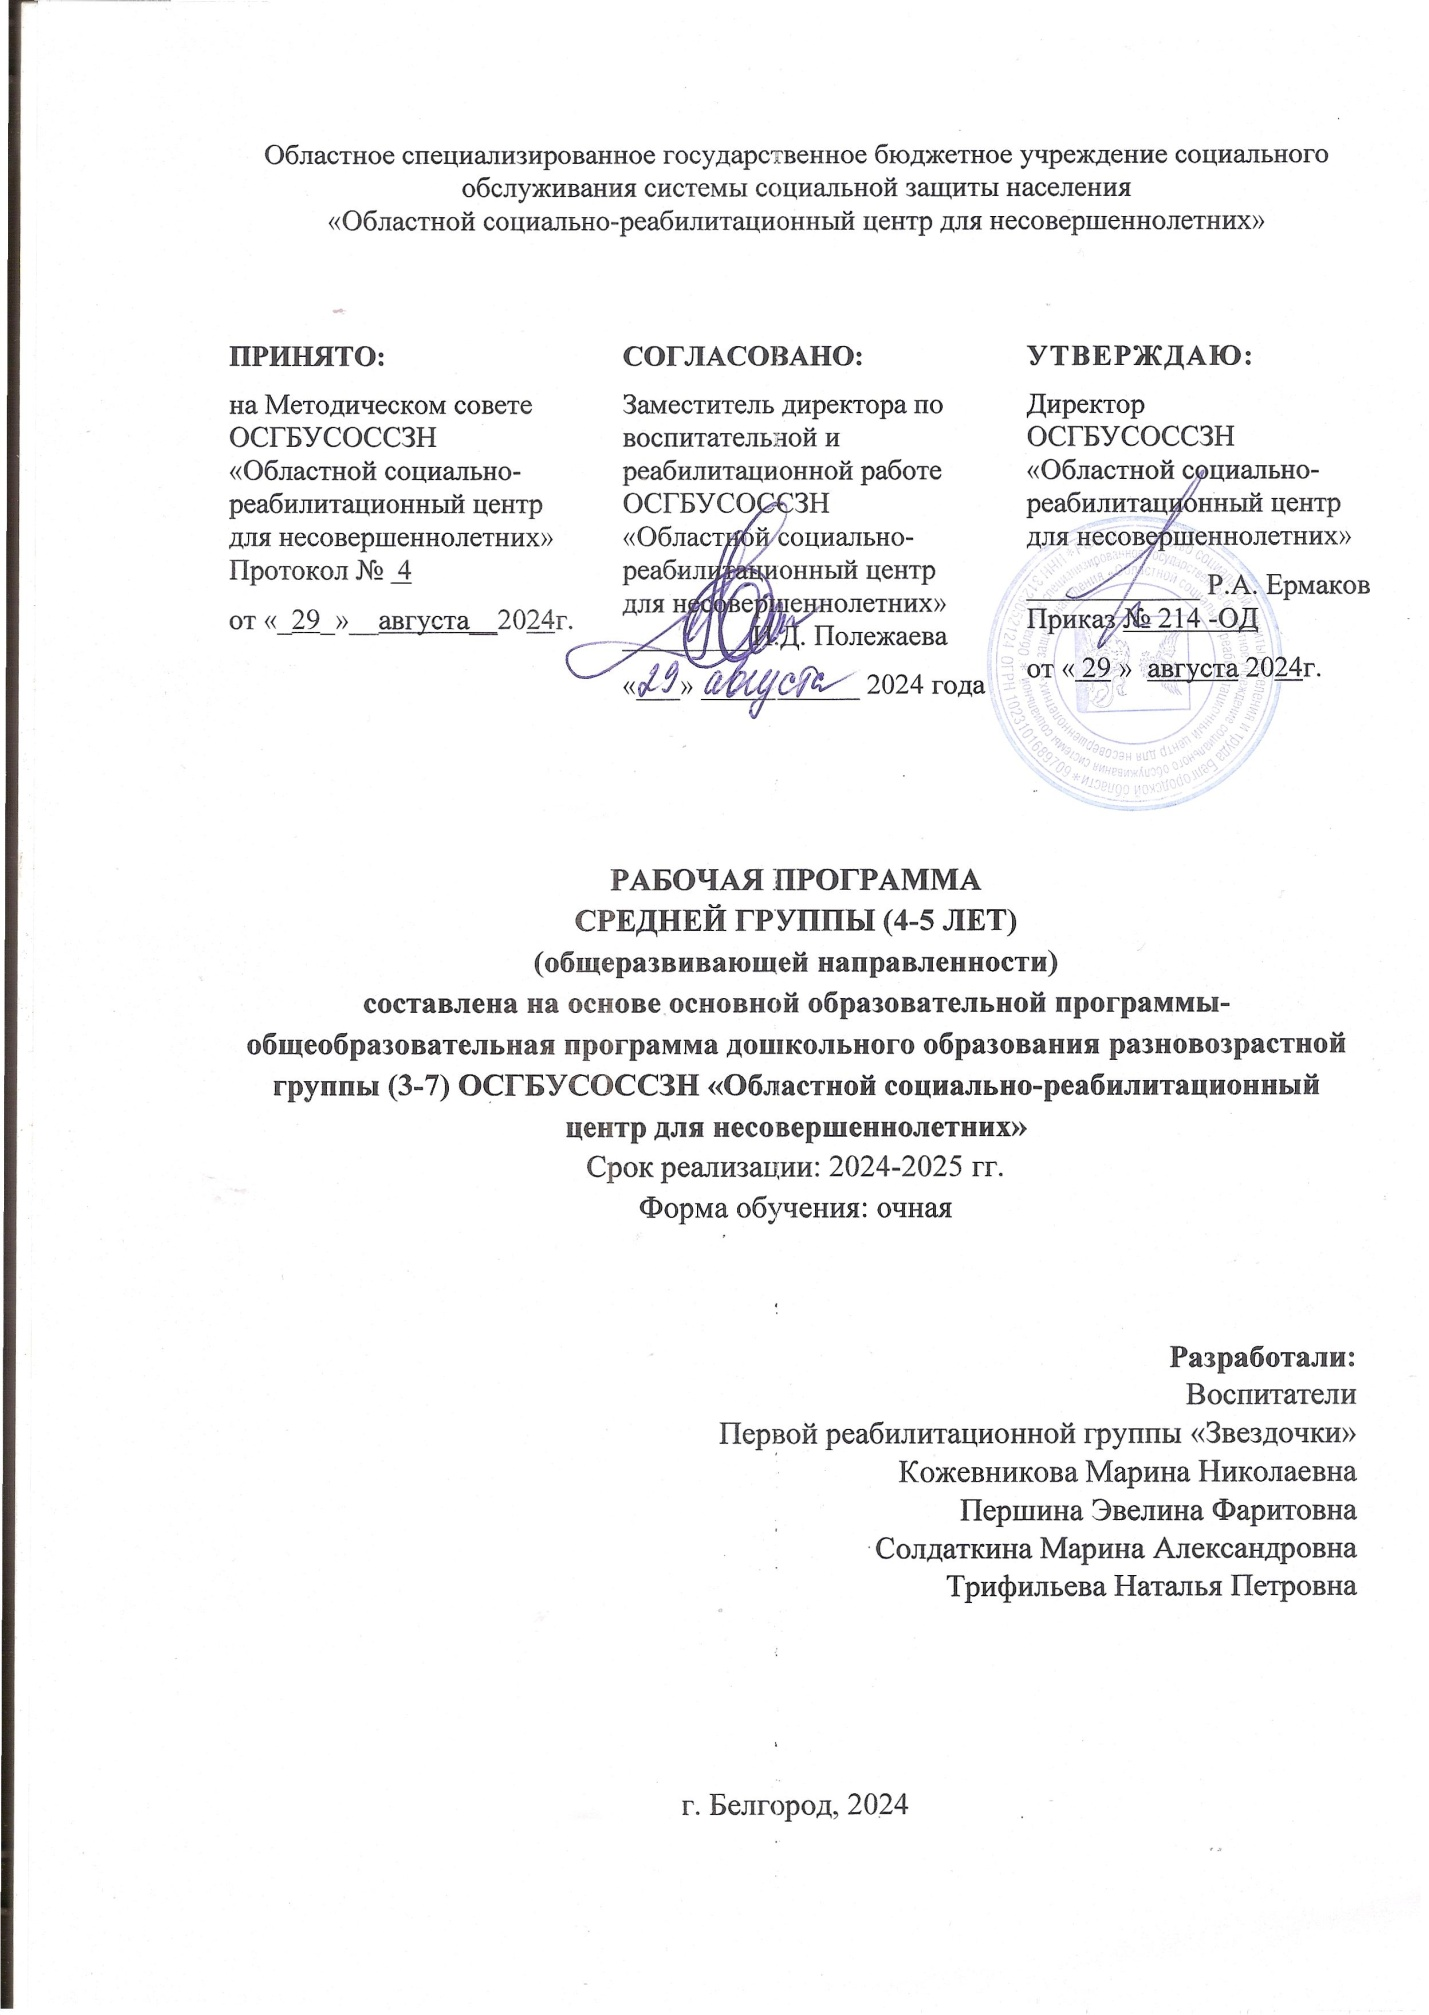 Областное специализированное государственное бюджетное учреждение социального
обслуживания системы социальной защиты населения
«Областной социально-реабилитационный центр для несовершеннолетних»
ПРИНЯТО:
на Методическом совете
ОСГБУСОССЗН
«Областной социально-
реабилитационный центр
для несовершеннолетних»
Протокол № _4
от «_29_»__августа__2024г.
СОГЛАСОВАНО:
Заместитель директора по
воспитательной и
реабилитационной работе
ОСГБУСОССЗН
«Областной социально-
реабилитационный центр
для несовершеннолетних»
_________И.Д. Полежаева
«29» августа 2024 года
УТВЕРЖДАЮ:
Директор
ОСГБУСОССЗН
«Областной социально-
реабилитационный центр
для несовершеннолетних»
____________ Р.А. Ермаков
Приказ № 214 -ОД
от « 29 » августа 2024г.
РАБОЧАЯ ПРОГРАММА
СРЕДНЕЙ ГРУППЫ (4-5 ЛЕТ)
(общеразвивающей направленности)
составлена на основе основной образовательной программы-
общеобразовательная программа дошкольного образования разновозрастной
группы (3-7) ОСГБУСОССЗН «Областной социально-реабилитационный
центр для несовершеннолетних»
Срок реализации: 2024-2025 гг.
Форма обучения: очная
Разработали:
Воспитатели
Первой реабилитационной группы «Звездочки»
Кожевникова Марина Николаевна
Першина Эвелина Фаритовна
Солдаткина Марина Александровна
Трифильева Наталья Петровна
г. Белгород, 2024